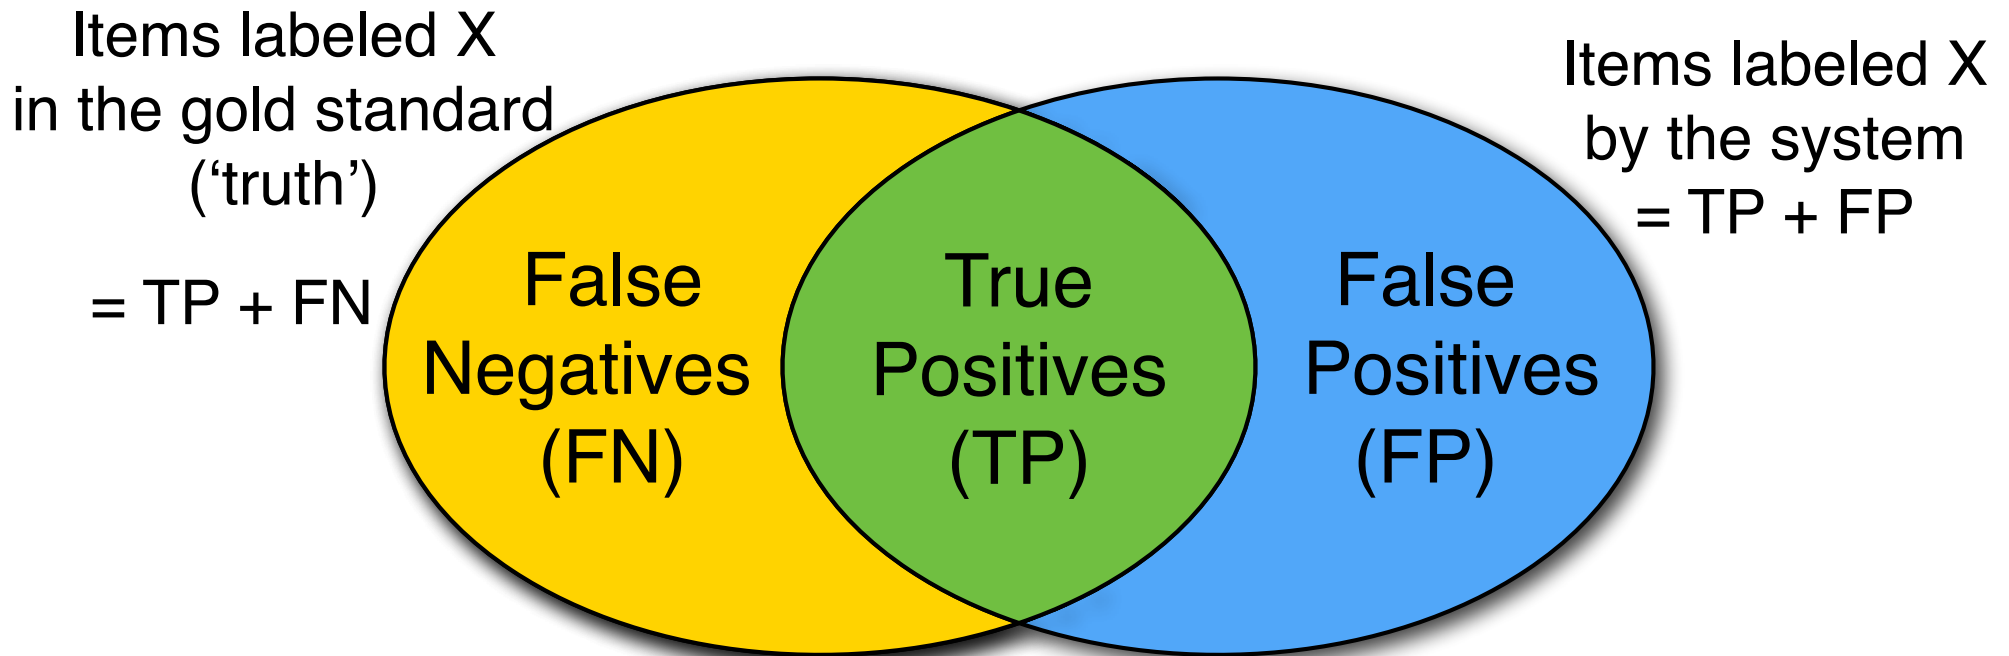 Items labeled X
in the gold standard
(‘truth’)
= TP + FN
False
Negatives
(FN)
True
Positives
(TP)
False
Positives
(FP)
Items labeled X
by the system
= TP + FP